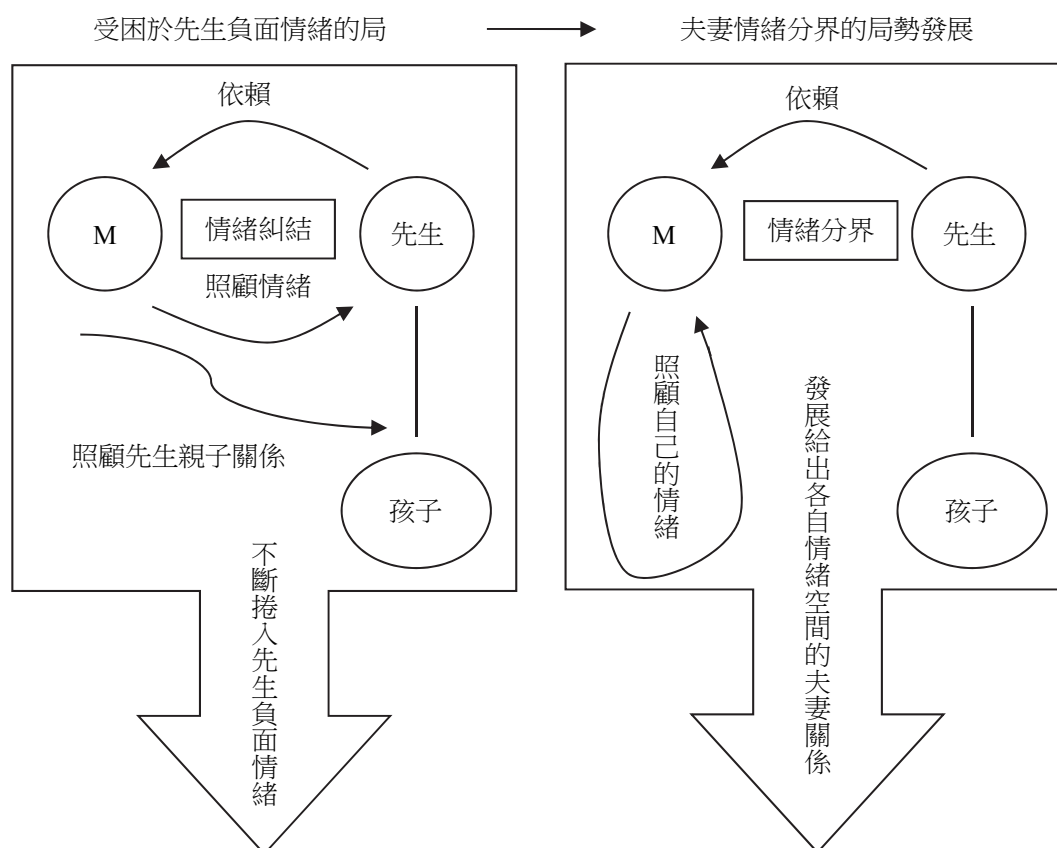 受困於先生負面情緒的局
夫妻情緒分界的局勢發展
依賴
M
情緒糾結
先生
照顧情緒
照顧先生親子關係
孩子
不斷捲入先生負面情緒
依賴
M
情緒分界
先生
照顧自己的情緒
發展給出各自情緒空間的夫妻關係
孩子